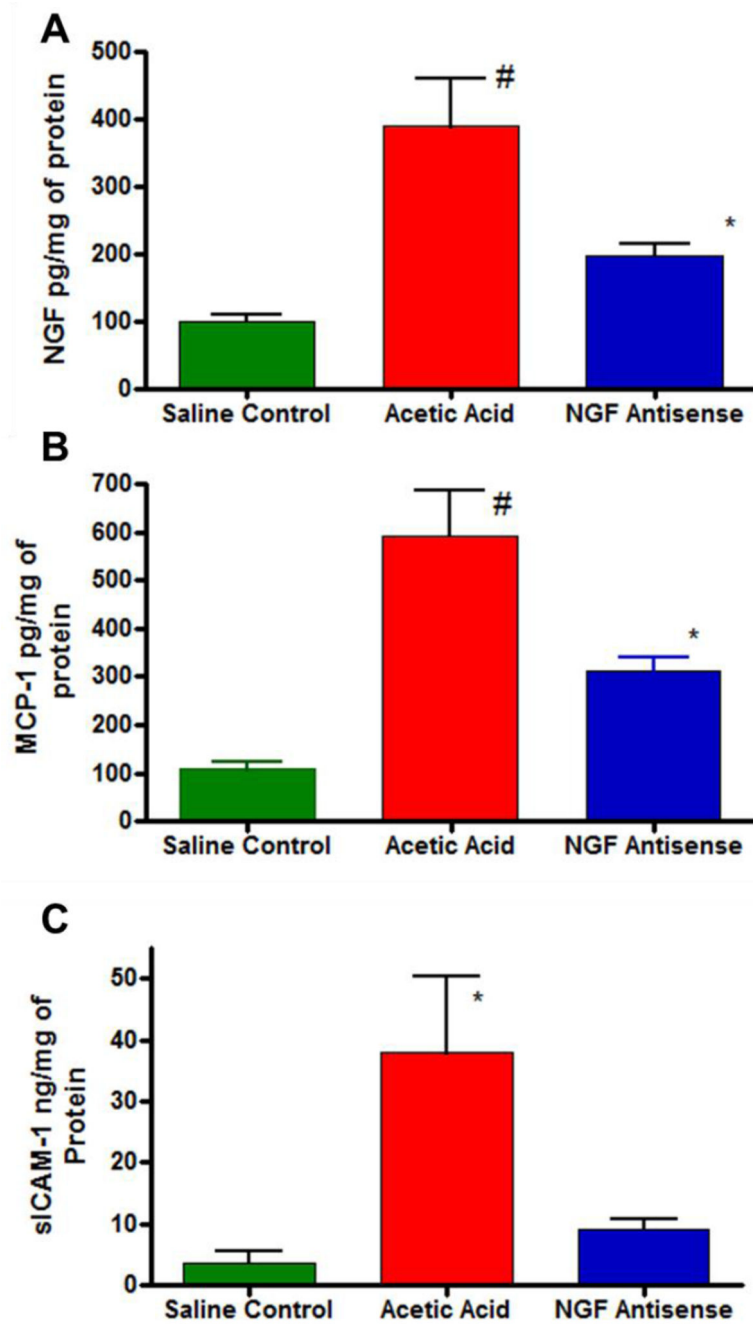 A
NGF pg/mg of protein
500
400
300
200
100
0
#
*
Saline Control Acetic Acid NGF Antisense
B
MCP-1 pg/mg of
protein
700
600
500
400
300
200
100
0
#
*
Saline Control Acetic Acid NGF Antisense
C
sICAM-1 ng/mg of
Protein
50
40
30
20
10
0
*
Saline Control Acetic Acid NGF Antisense